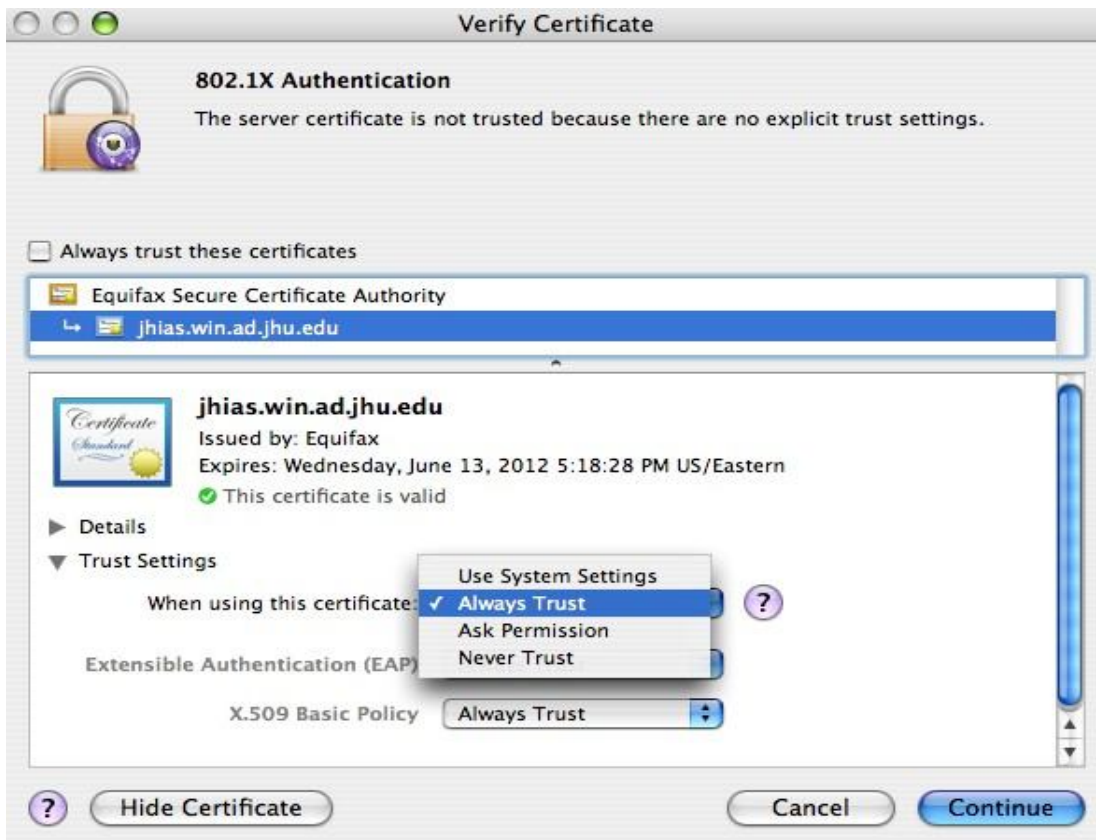 Verify Certificate
802.1X Authentication
The server certificate is not trusted because there are no explicit trust settings.
Always trust these certificates
Equifax Secure Certificate Authority
jhias.win.ad.jhu.edu
Certificate
Standard
jhias.win.ad.jhu.edu
Issued by: Equifax
Expires: Wednesday, June 13, 2012 5:18:28 PM US/Eastern
This certificate is valid
Details
Trust Settings
Use System Settings
When using this certificate: ✓ Always Trust ?
Ask Permission
Never Trust
Extensible Authentication (EAP)
X.509 Basic Policy Always Trust
? Hide Certificate Cancel Continue